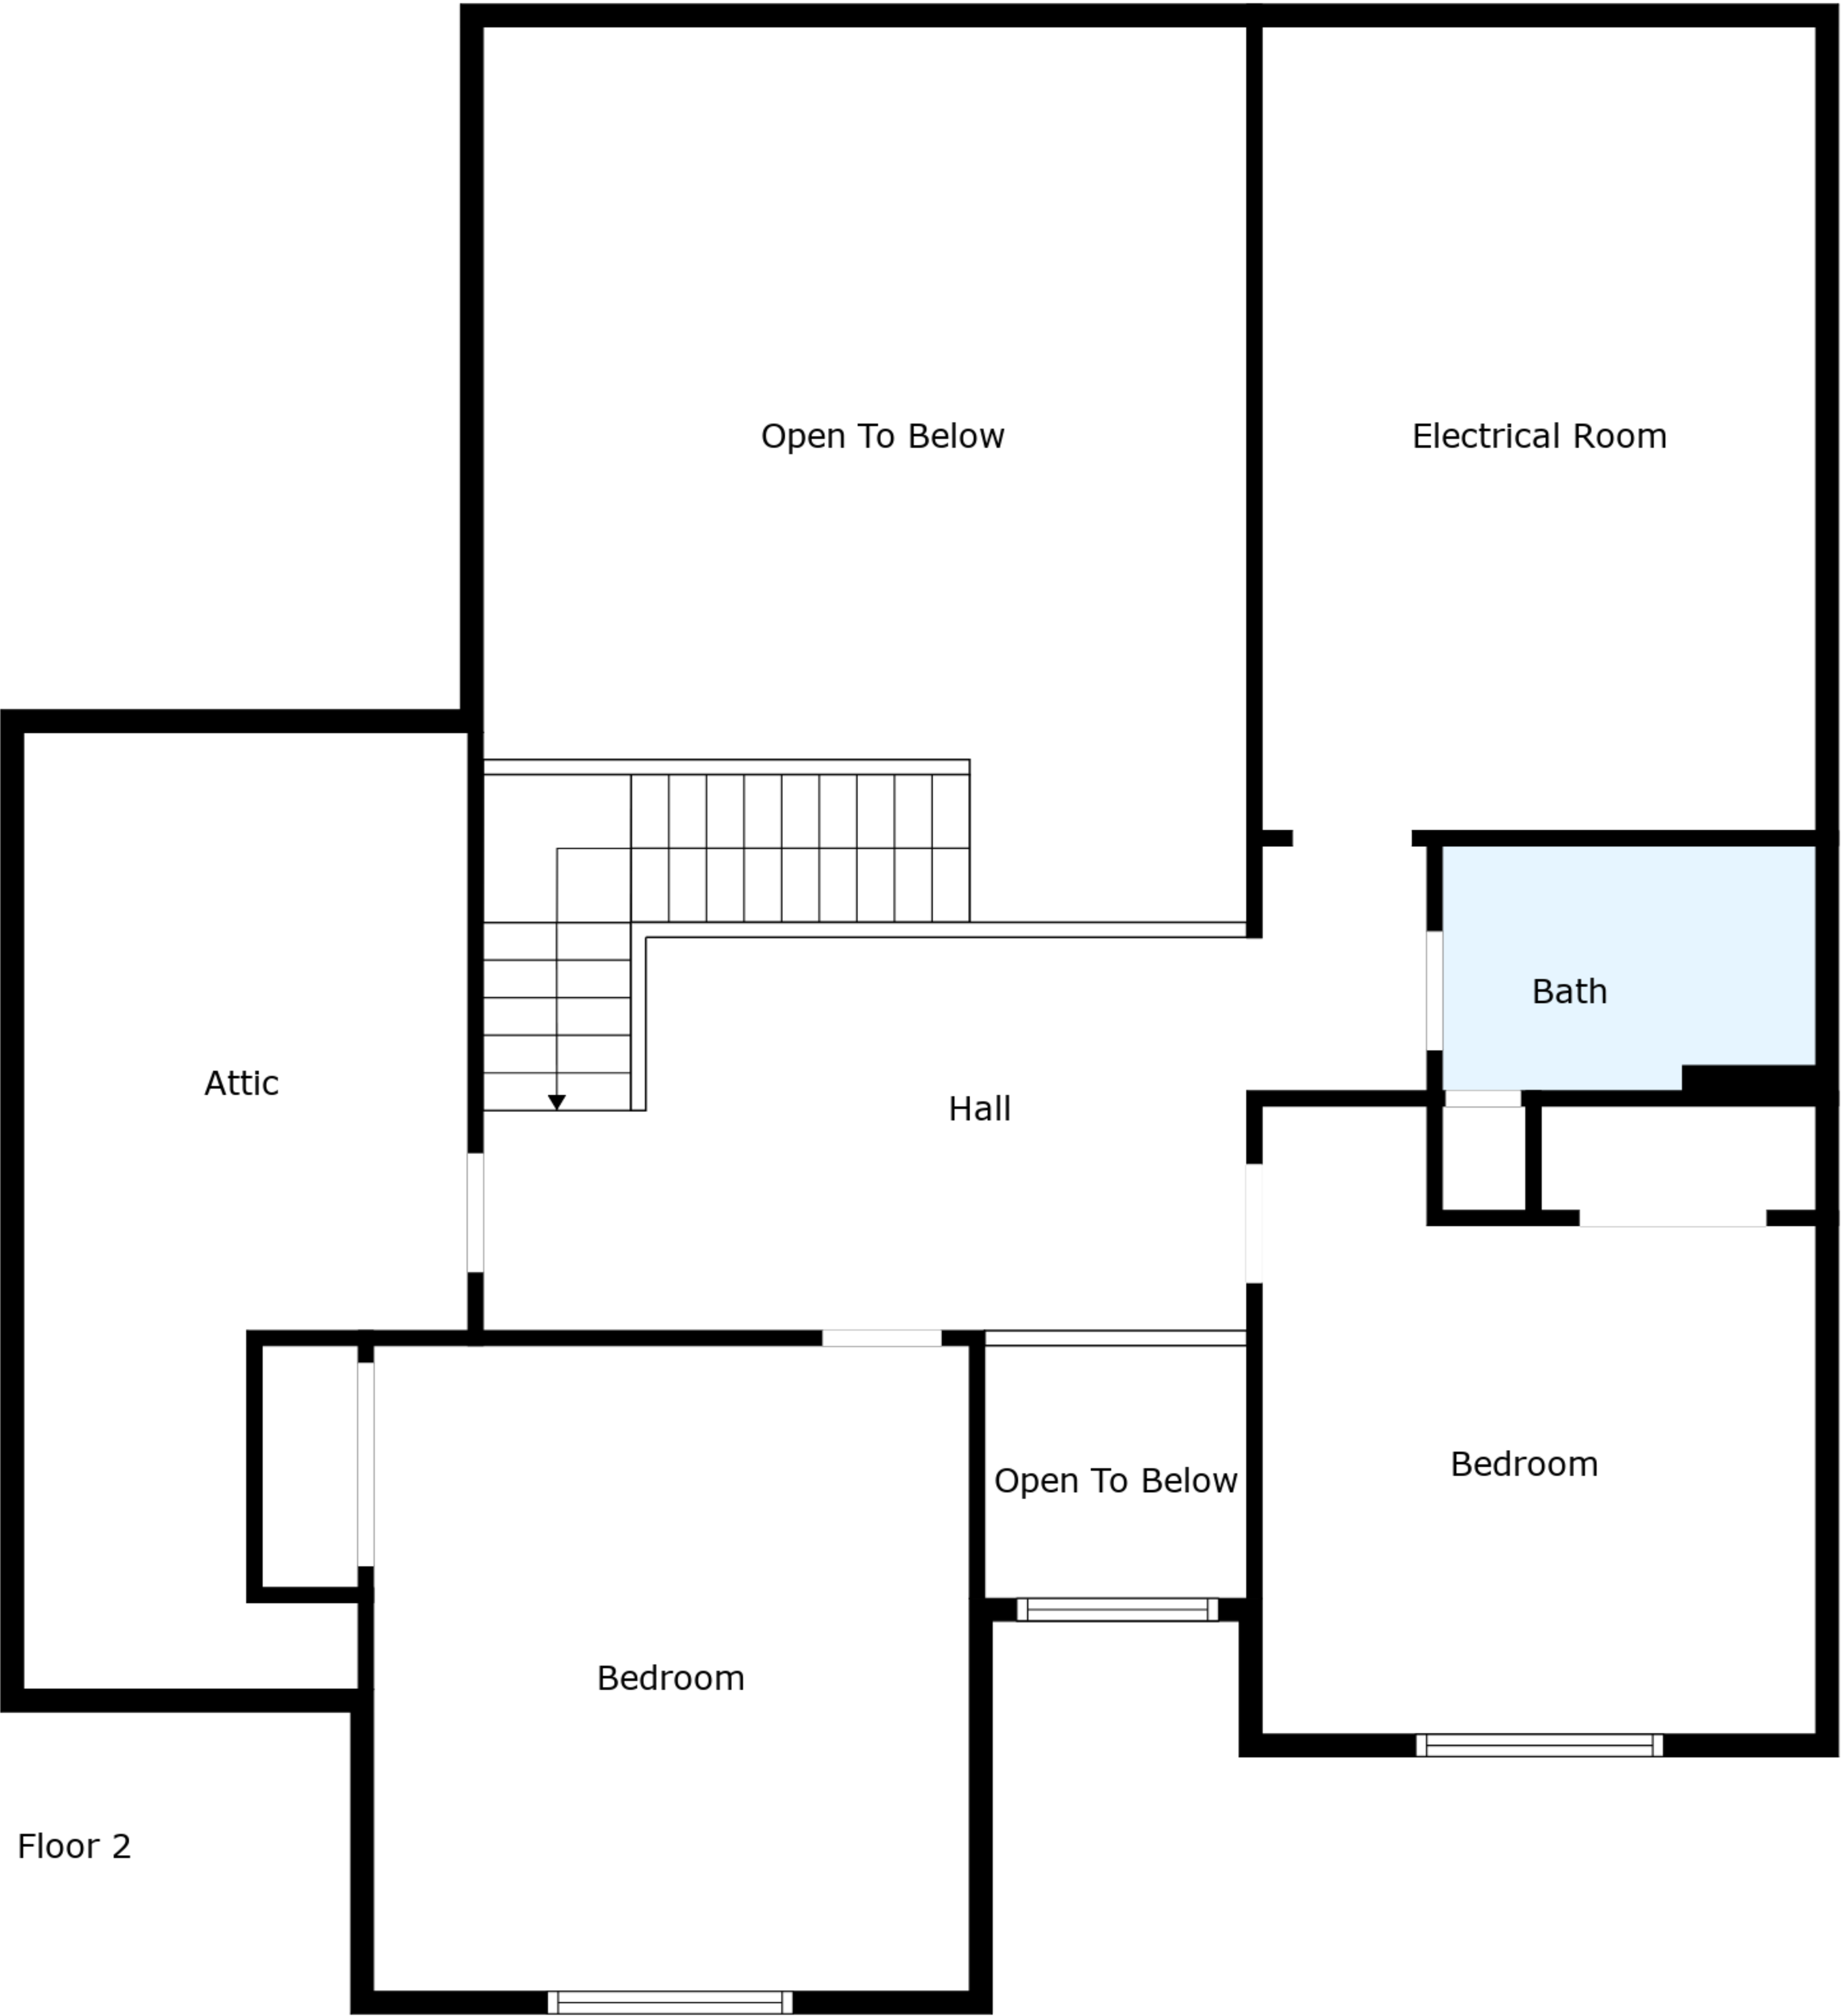 Open To Below
Electrical Room
Bath
Attic
Hall
Bedroom
Open To Below
Bedroom
Floor 2